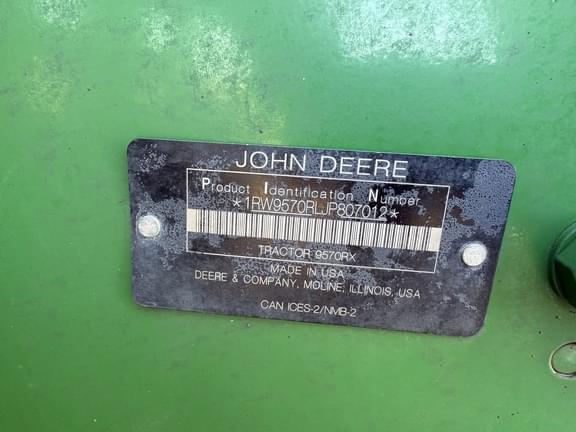 JOHN DEERE
Product Identification Number
*1RW9570RLJP807012*
TRACTOR 9570RX
MADE IN USA
DEERE & COMPANY, MOLINE, ILLINOIS, USA
CAN ICES-2/NMB-2